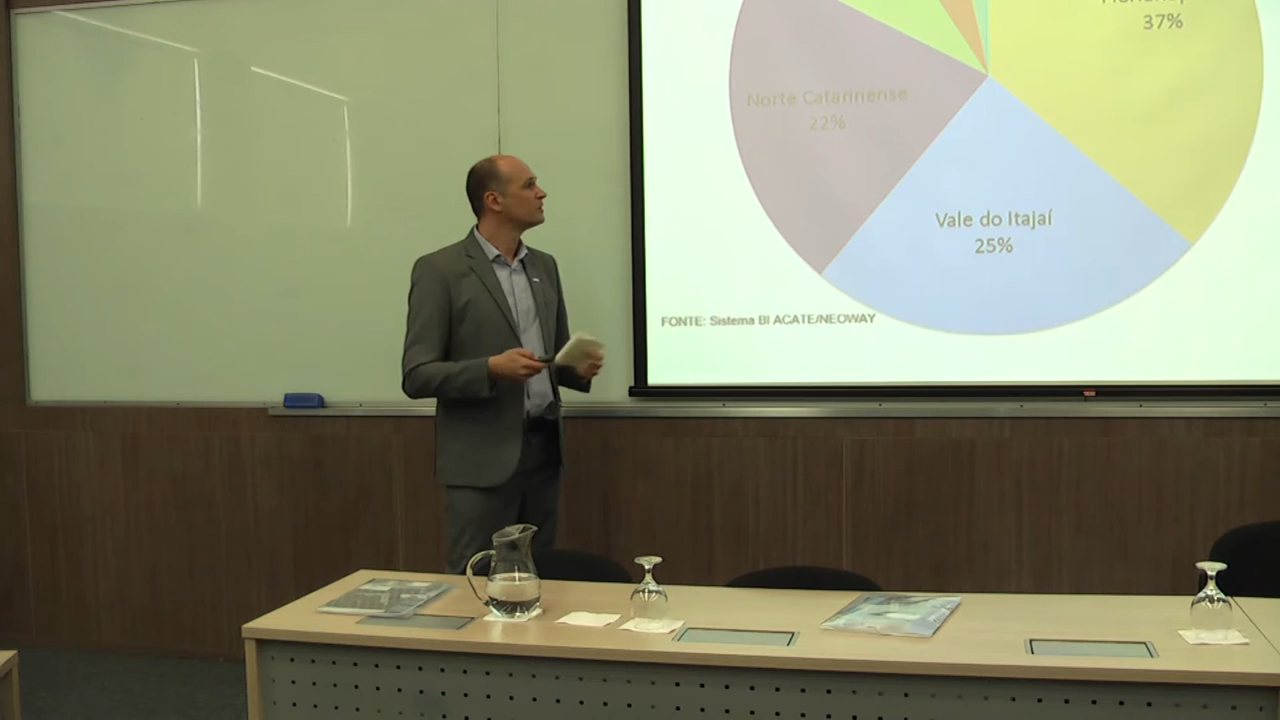 37%
Norte Catarinense
22%
Vale do Itajaí
25%
FONTE: Sistema BI ACATE/NEOWAY